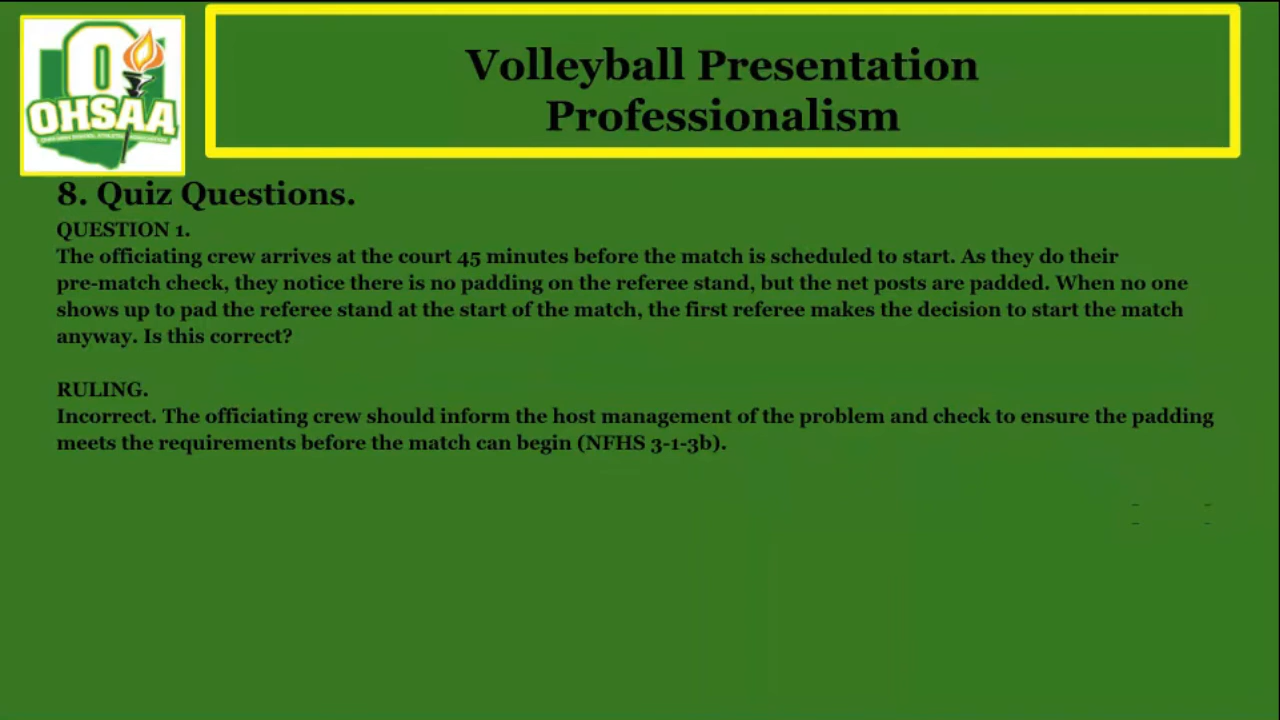 OHSAA
Volleyball Presentation
Professionalism
8. Quiz Questions.
QUESTION 1.
The officiating crew arrives at the court 45 minutes before the match is scheduled to start. As they do their
pre-match check, they notice there is no padding on the referee stand, but the net posts are padded. When no one
shows up to pad the referee stand at the start of the match, the first referee makes the decision to start the match
anyway. Is this correct?
RULING.
Incorrect. The officiating crew should inform the host management of the problem and check to ensure the padding
meets the requirements before the match can begin (NFHS 3-1-3b).